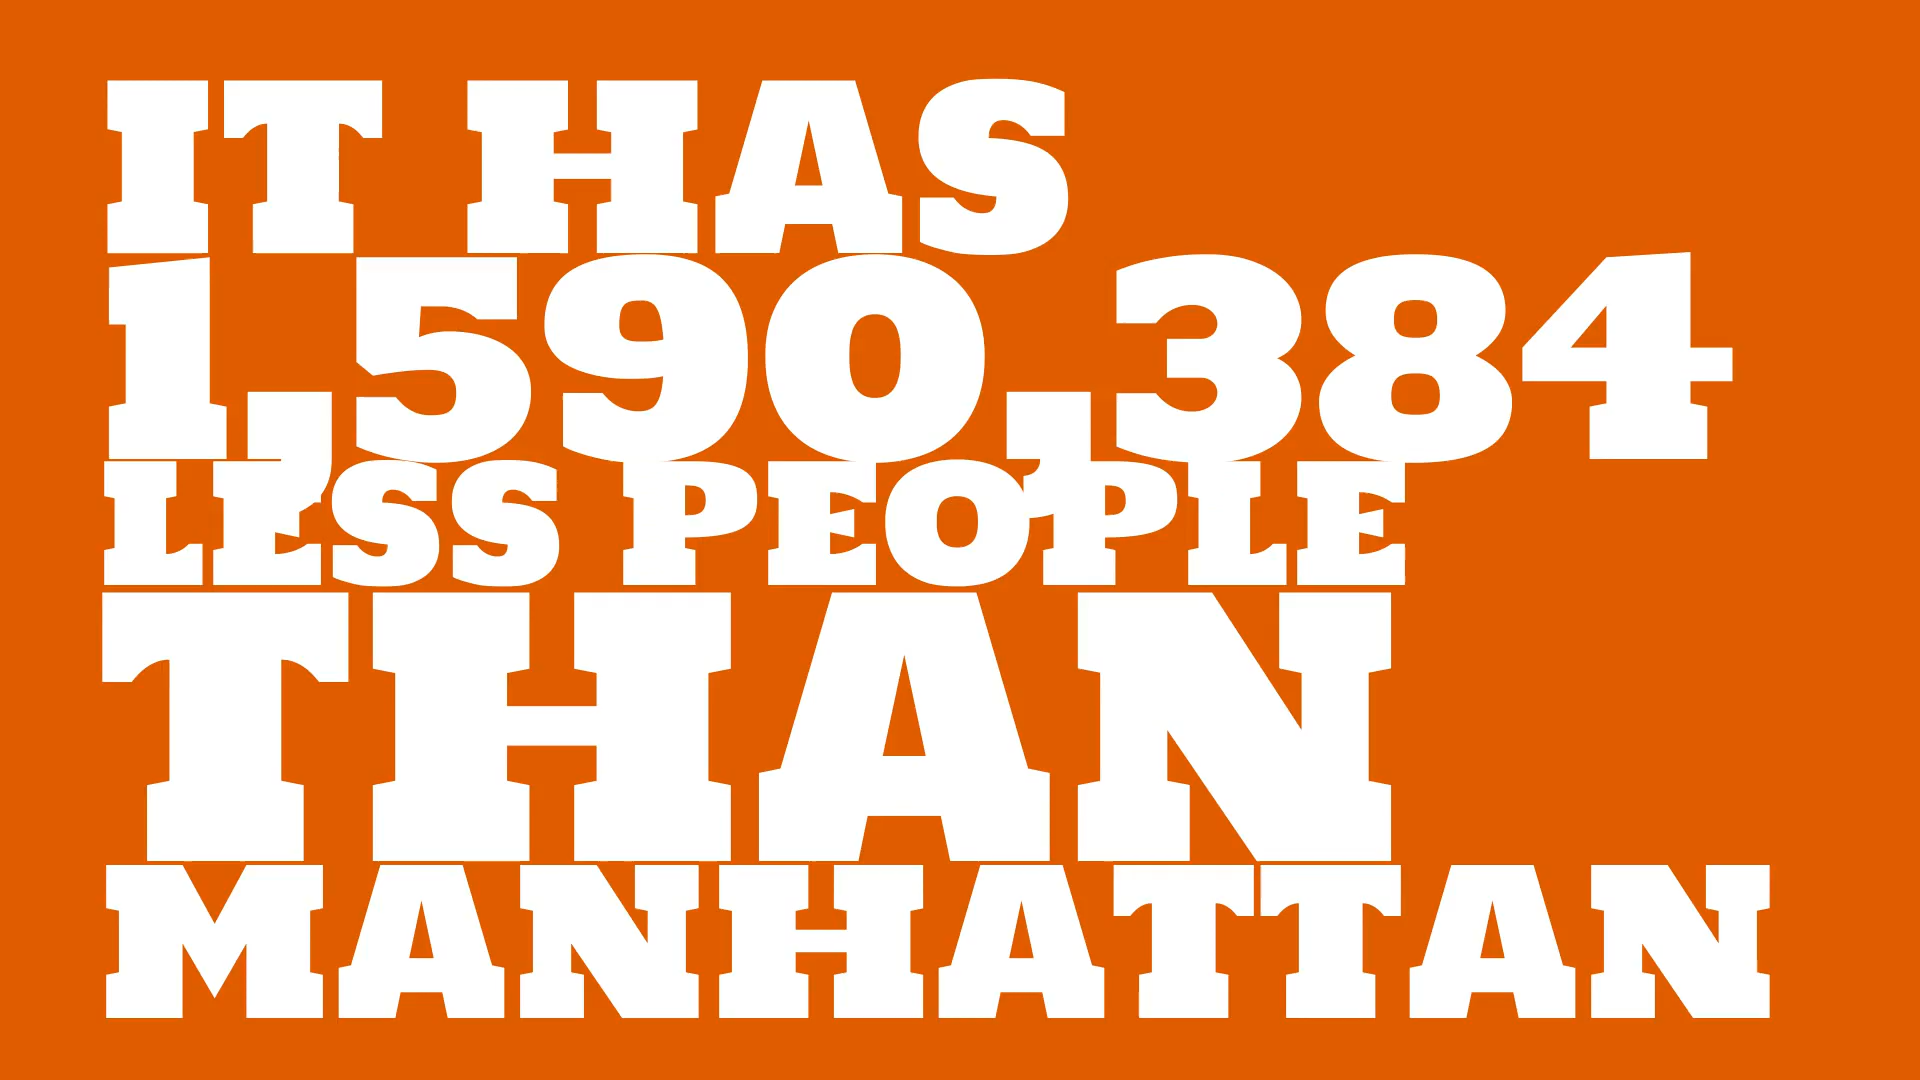 IT HAS
1,590,384
LESS PEOPLE
THAN
MANHATTAN